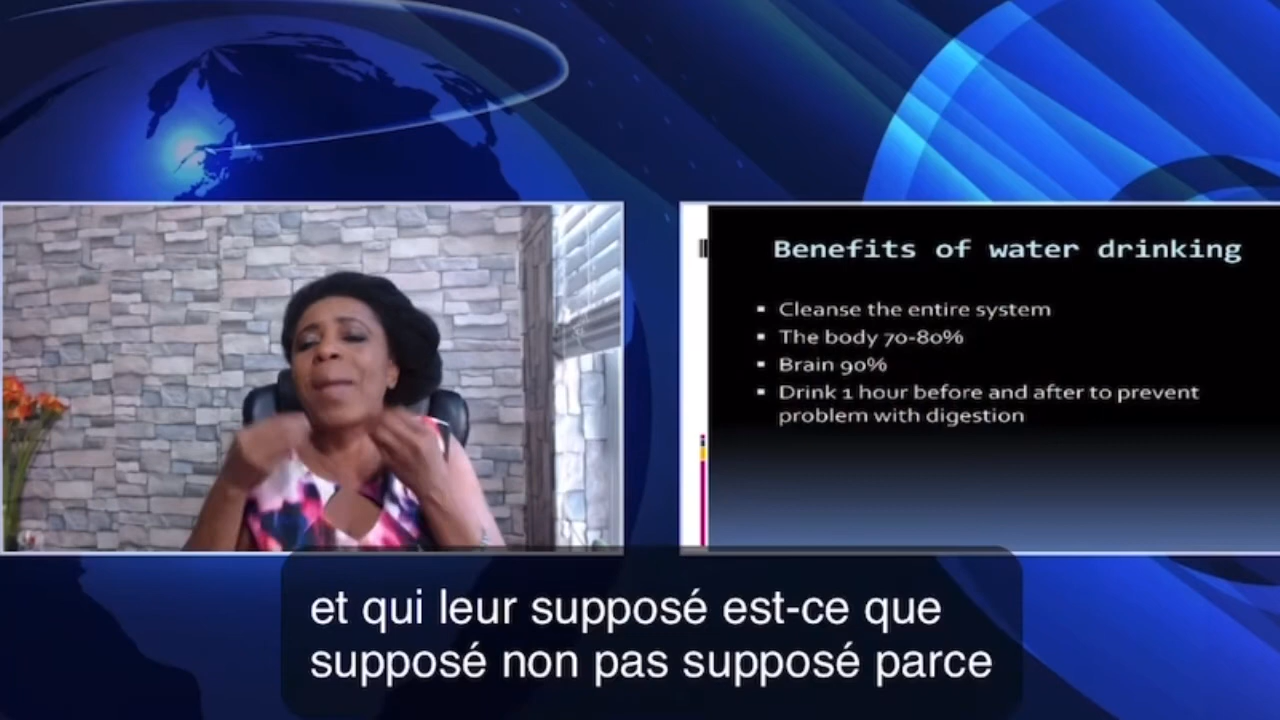 Benefits of water drinking
▪ Cleanse the entire system
▪ The body 70-80%
▪ Brain 90%
▪ Drink 1 hour before and after to prevent
problem with digestion
et qui leur supposé est-ce que
supposé non pas supposé parce